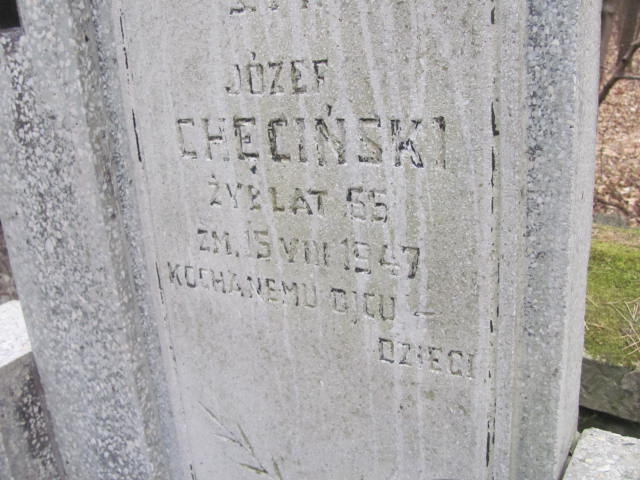 JÓZEF
CHĘCIŃSKI
ŻYŁ LAT 65
ZM. 15 VIII 1947
KOCHANEMU OJCU –
DZIECI